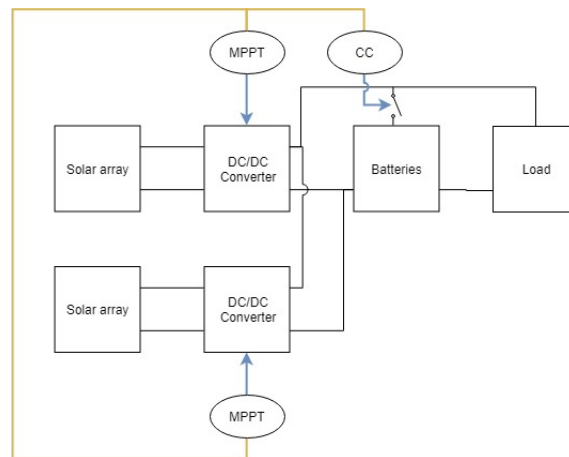 MPPT
CC
Solar array
DC/DC
Converter
Batteries
Load
Solar array
DC/DC
Converter
MPPT